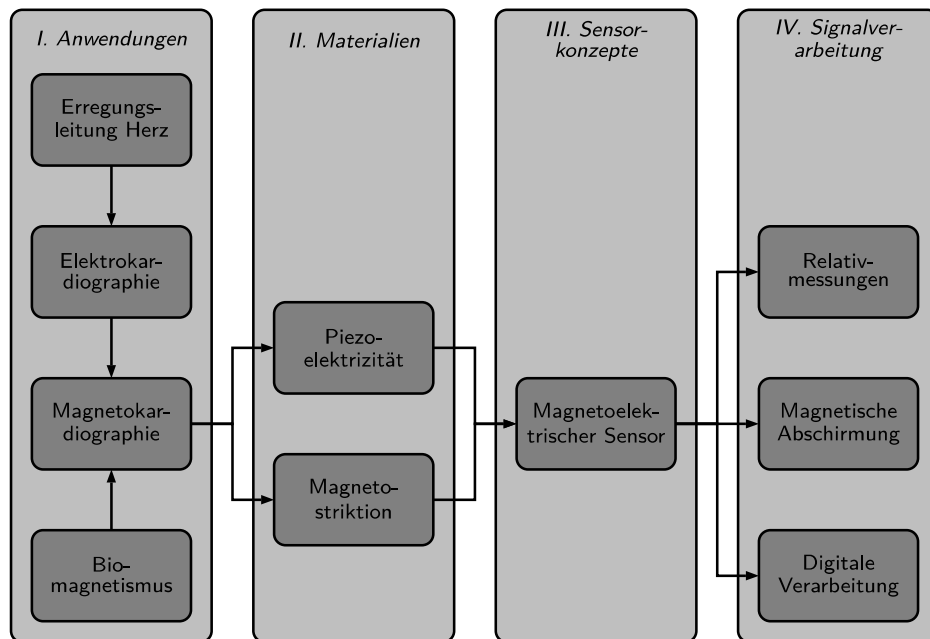 I. Anwendungen
Erregungs-
leitung Herz
Elektrokar-
diographie
Magnetokar-
diographie
Bio-
magnetismus
II. Materialien
Piezo-
elektrizität
Magneto-
striktion
III. Sensor-
konzepte
Magnetoelek-
trischer Sensor
IV. Signalver-
arbeitung
Relativ-
messungen
Magnetische
Abschirmung
Digitale
Verarbeitung